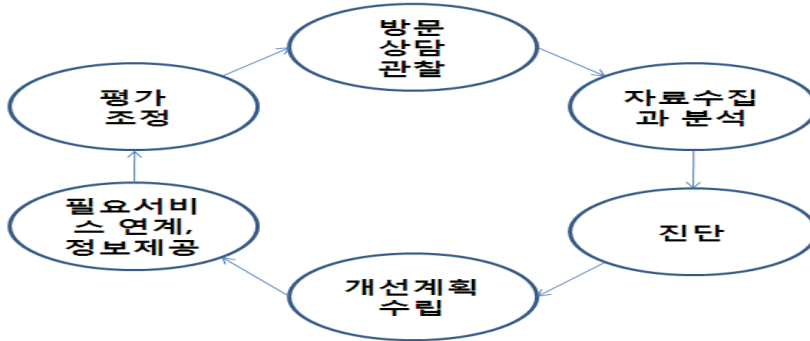 방문
상담
관찰
자료수집
과 분석
진단
개선계획
수립
필요서비
스 연계,
정보제공
평가
조정